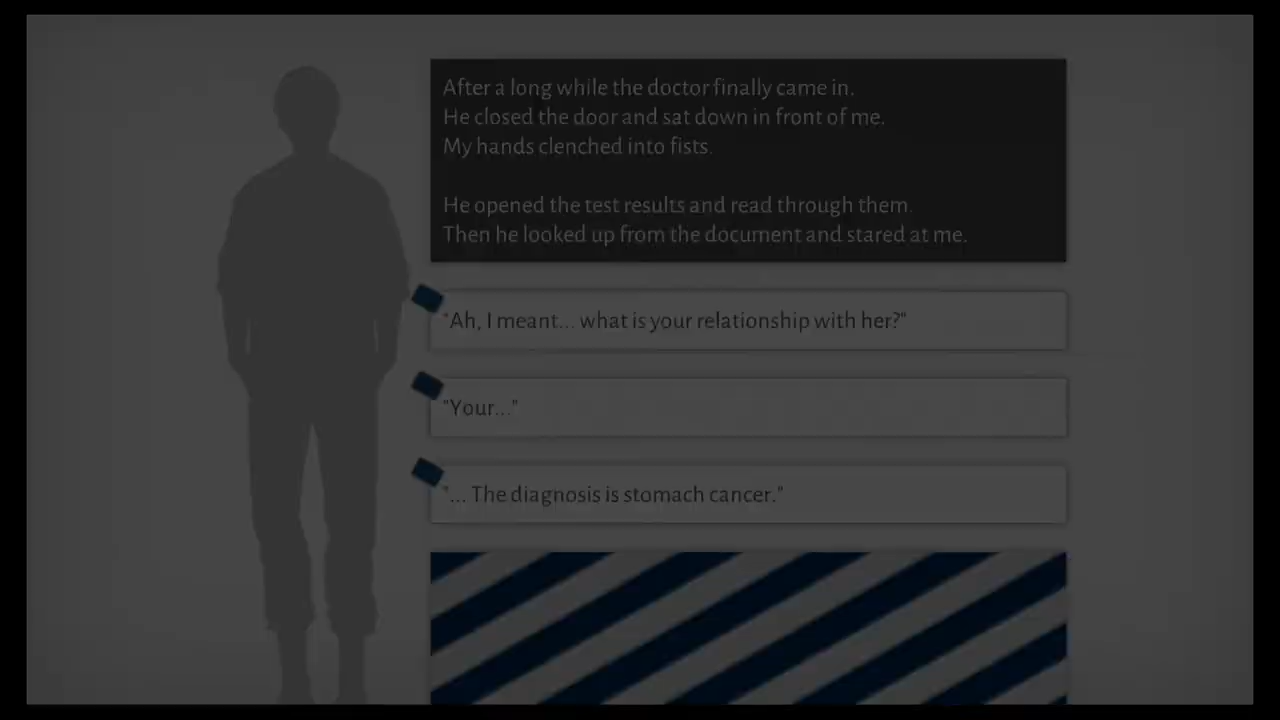 After a long while the doctor finally came in.
He closed the door and sat down in front of me.
My hands clenched into fists.
He opened the test results and read through them.
Then he looked up from the document and stared at me.
"Ah, I meant... what is your relationship with her?"
"Your..."
"... The diagnosis is stomach cancer."